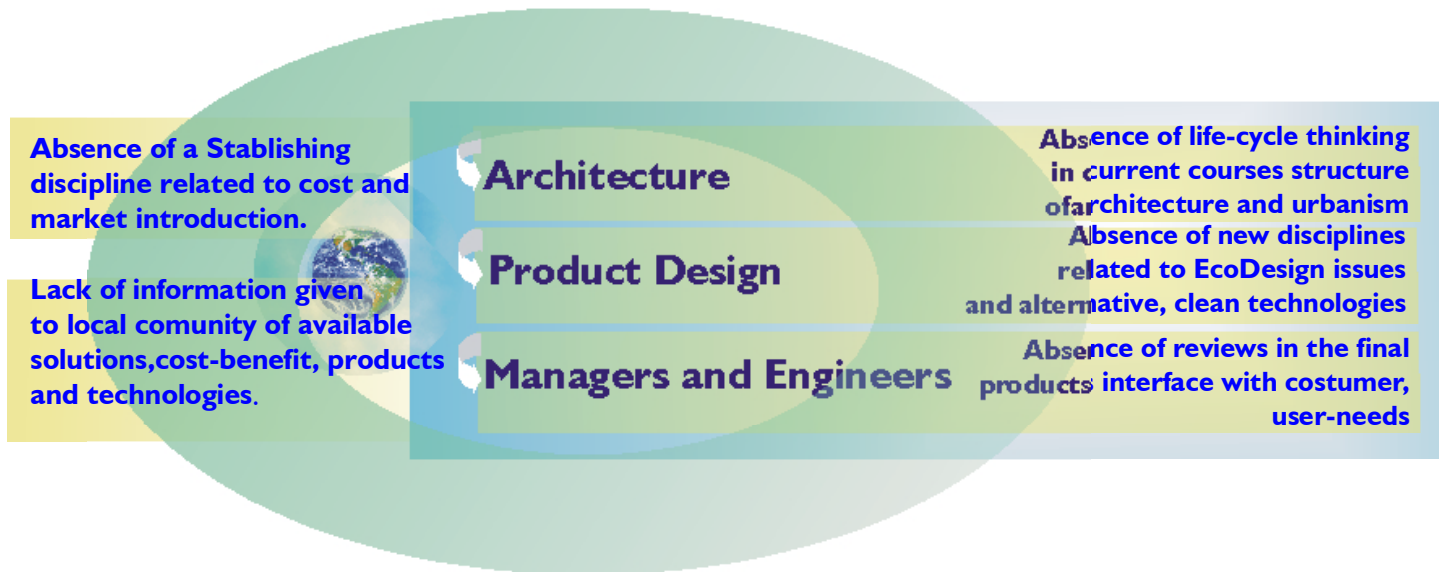 Absence of a Stablishing
discipline related to cost and
market introduction.
Lack of information given
to local comunity of available
solutions,cost-benefit, products
and technologies.
Architecture
Absence of life-cycle thinking
in current courses structure
ofarchitecture and urbanism
Product Design
Absence of new disciplines
related to EcoDesign issues
and alternative, clean technologies
Managers and Engineers
Absence of reviews in the final
products interface with costumer,
user-needs